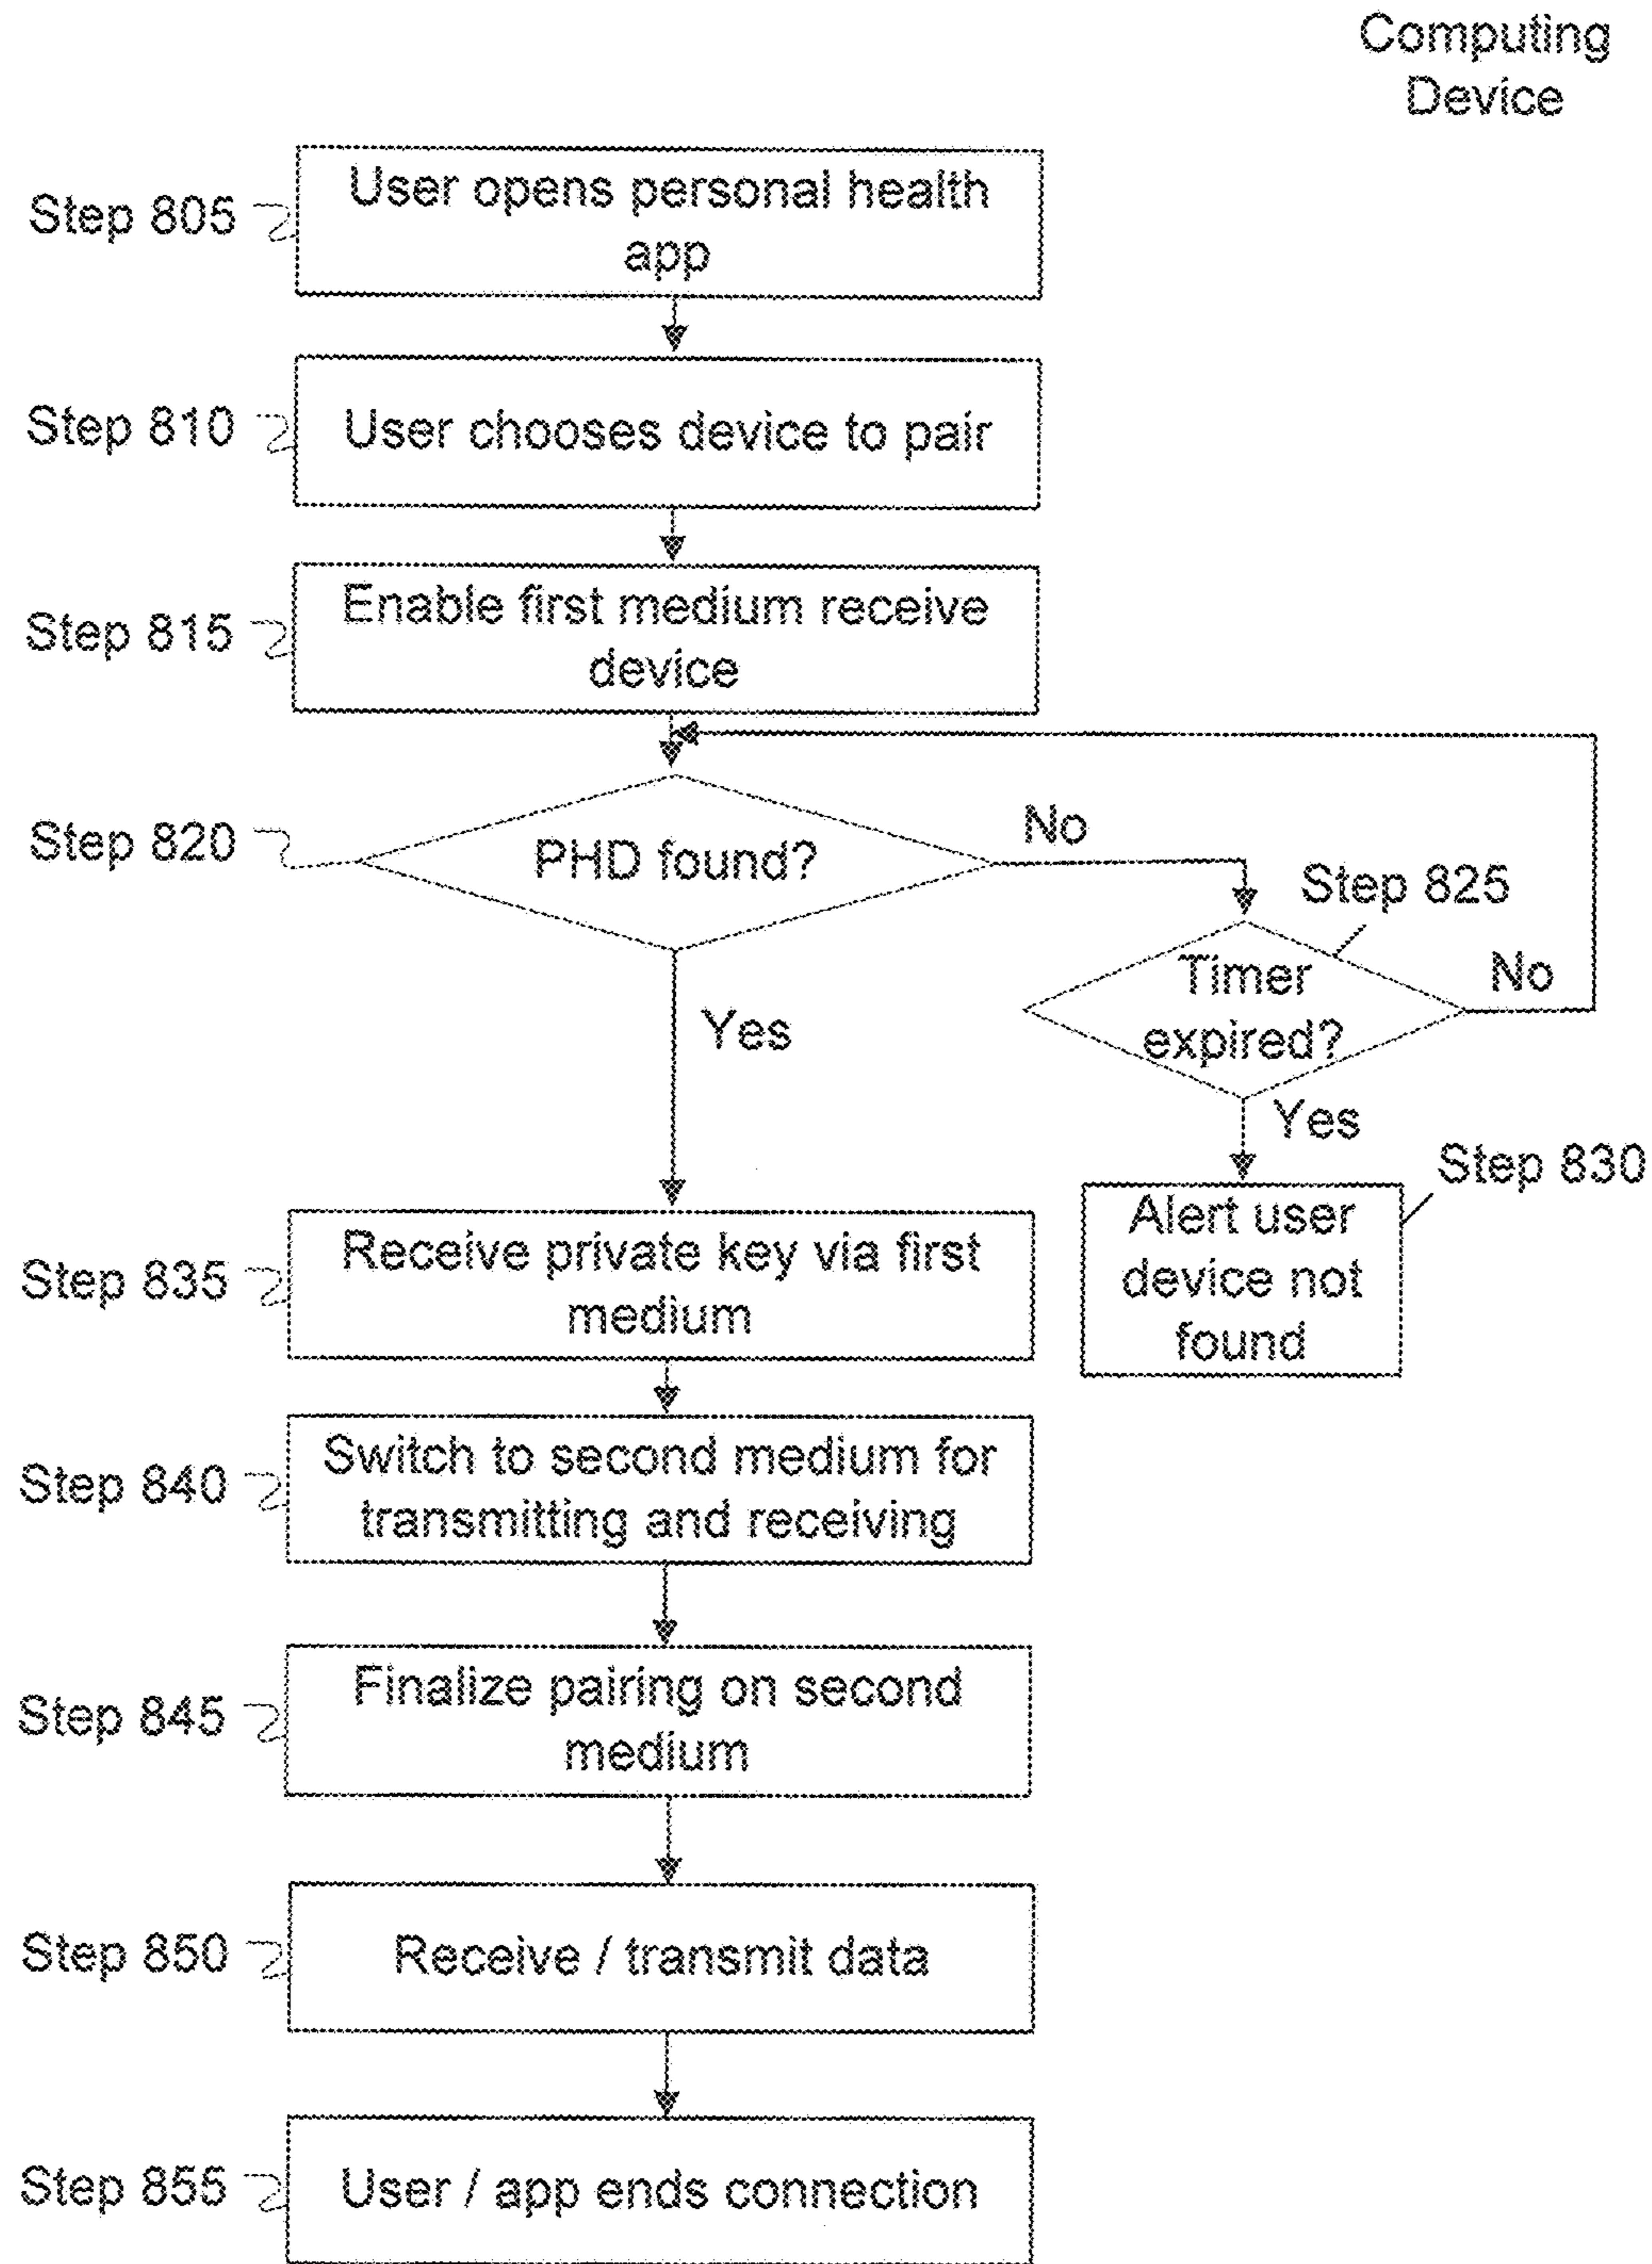 Computing
Device
Step 805
User opens personal health
app
Step 810
User chooses device to pair
Step 815
Enable first medium receive
device
Step 820
PHD found?
No
Step 825
Timer
expired?
No
Yes
Yes
Step 830
Alert user
device not
found
Step 835
Receive private key via first
medium
Step 840
Switch to second medium for
transmitting and receiving
Step 845
Finalize pairing on second
medium
Step 850
Receive / transmit data
Step 855
User / app ends connection